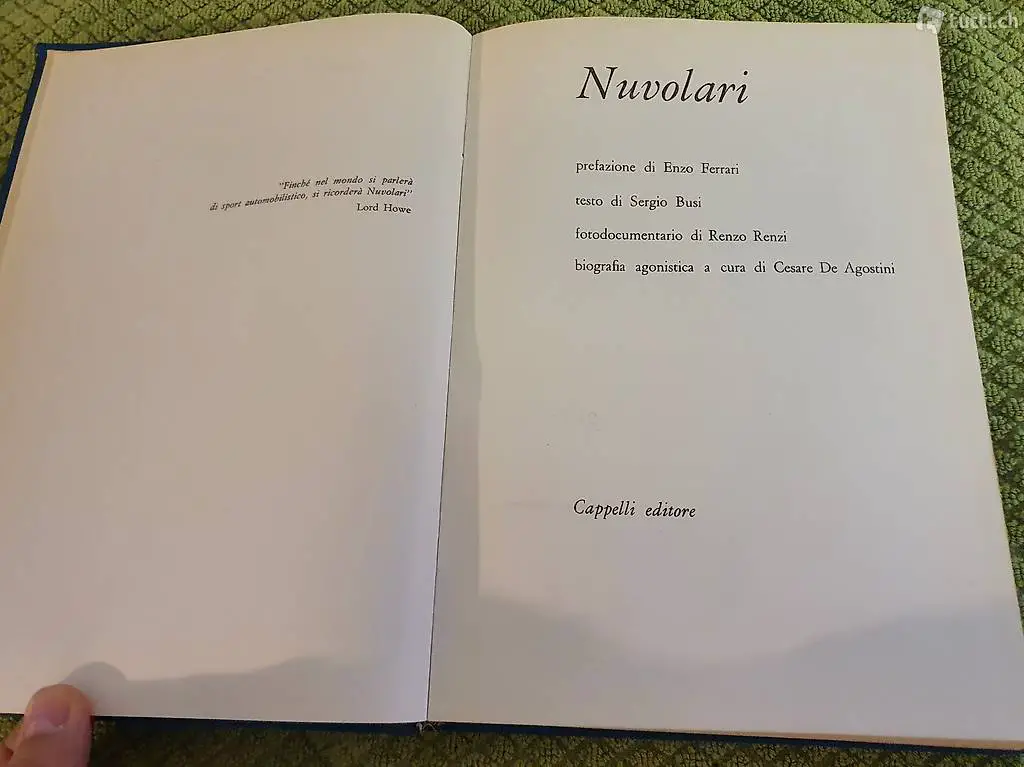 "Finché nel mondo si parlerà
di sport automobilistico, si ricorderà Nuvolari"
Lord Howe
Nuvolari
prefazione di Enzo Ferrari
testo di Sergio Busi
fotodocumentario di Renzo Renzi
biografia agonistica a cura di Cesare De Agostini
Cappelli editore
tutti.ch